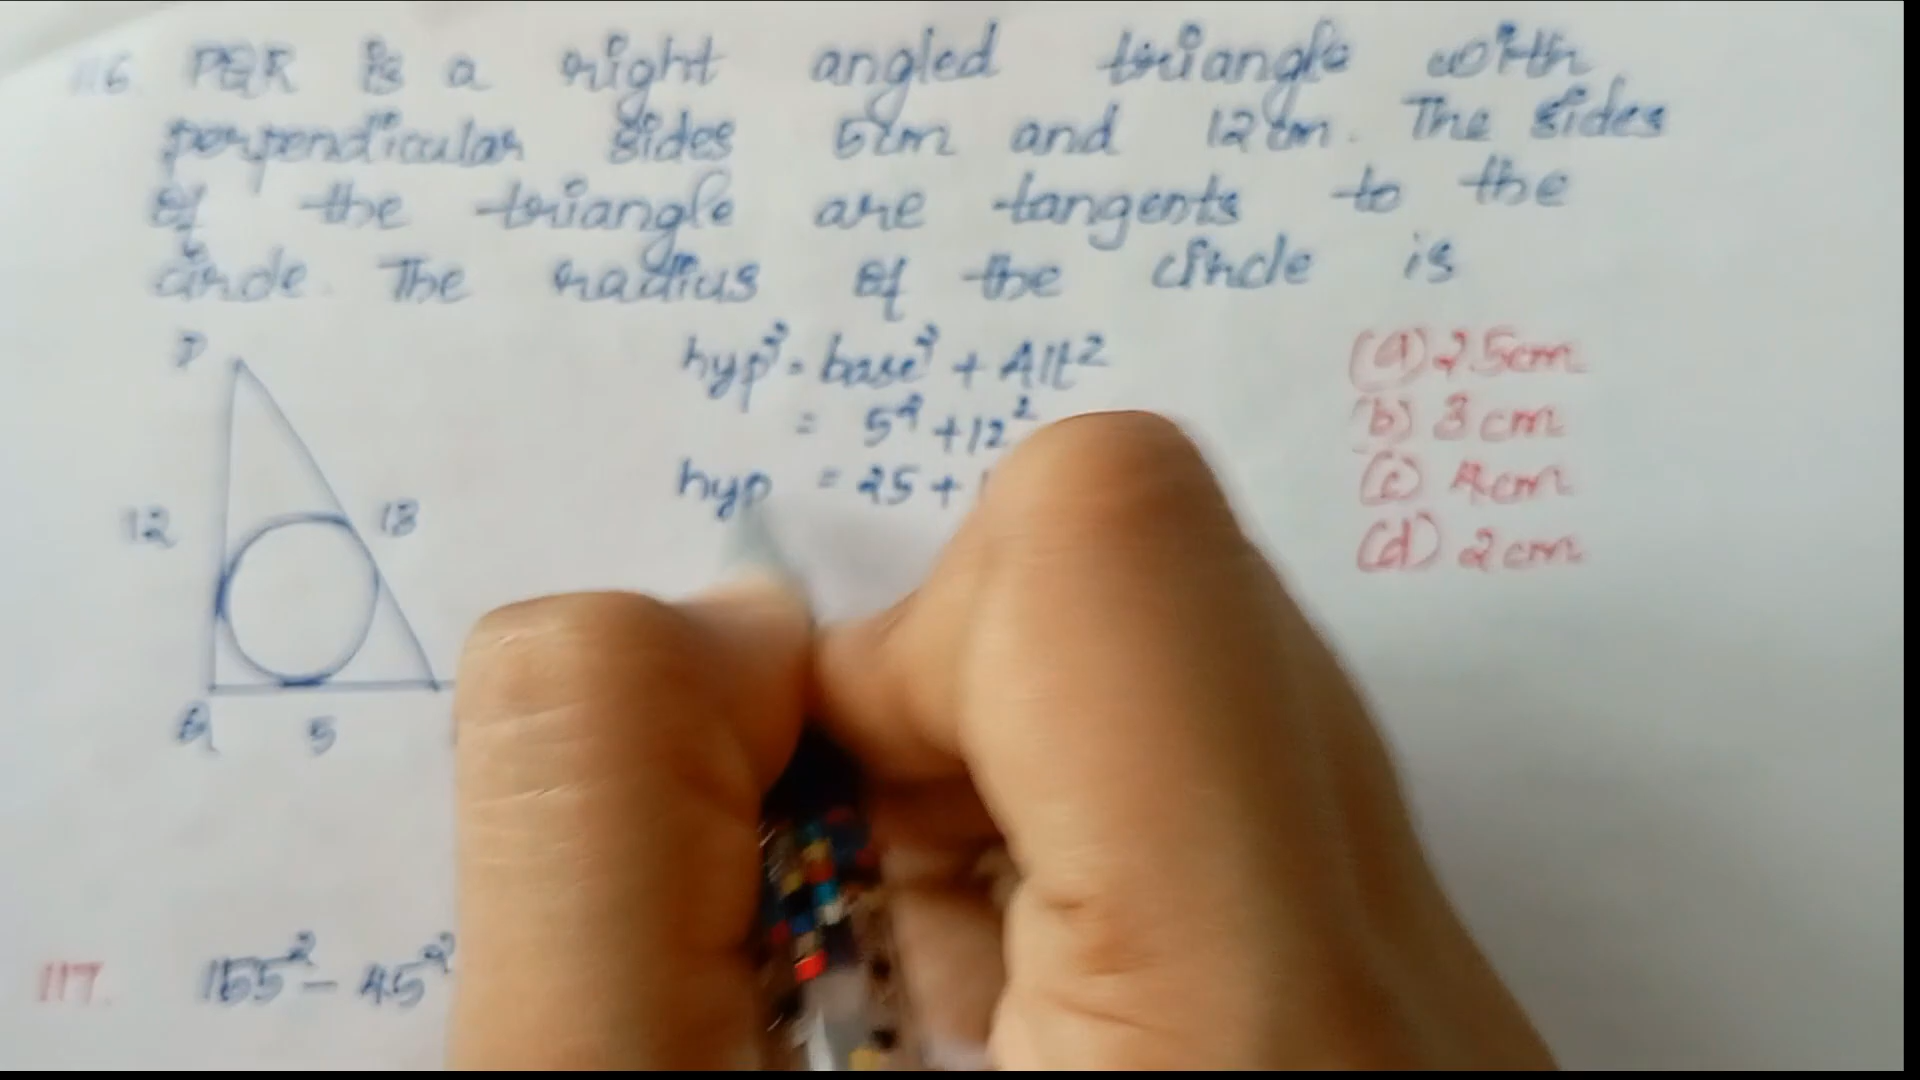 116. PQR is a right angled triangle with
perpendicular sides 5cm and 12cm. The sides
of the triangle are tangents to the
circle. The radius of the circle is
P
hyp² = base² + Alt²
(a) 2.5cm
= 5² + 12²
(b) 3cm
hyp = 25 +
(c) 4cm
12 13
(d) 2cm
Q 5
117. 155² - 45²